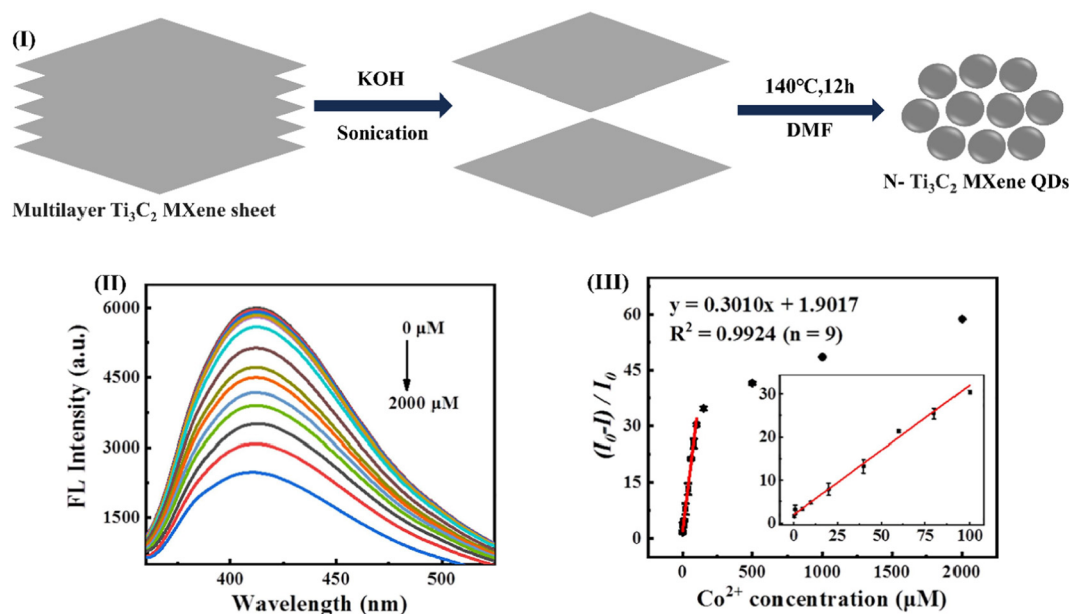 (I)
KOH
Sonication
140°C,12h
DMF
Multilayer Ti₃C₂ MXene sheet
N- Ti₃C₂ MXene QDs
(II)
6000
4500
3000
1500
0 μM
2000 μM
FL Intensity (a.u.)
400
450
500
Wavelength (nm)
(III)
y = 0.3010x + 1.9017
R² = 0.9924 (n = 9)
60
45
30
15
0
(I₀-I) / I₀
30
20
10
0
0 25 50 75 100
0 500 1000 1500 2000
Co²⁺ concentration (μM)